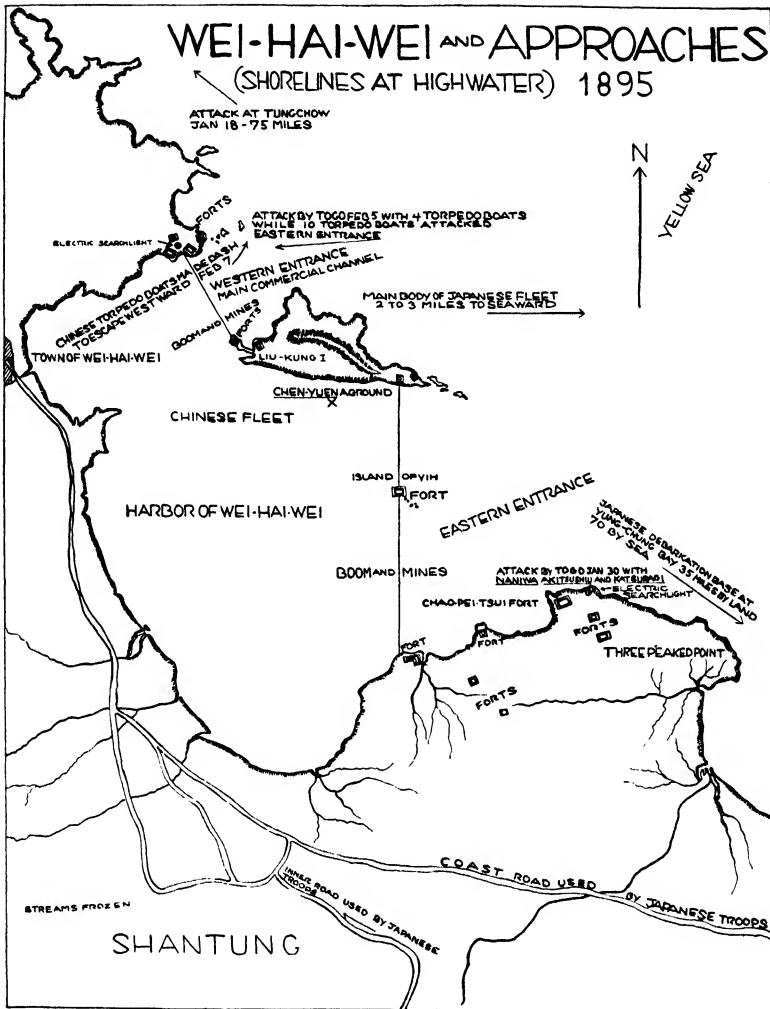 WEI-HAI-WEI AND APPROACHES
(SHORELINES AT HIGHWATER) 1895
ATTACK AT TUNGCHOW
JAN 18-75 MILES
N
YELLOW SEA
FORTS
ELECTRIC SEARCHLIGHT
ATTACK BY TOGO FEB 5 WITH 4 TORPEDO BOATS
WHILE 10 TORPEDO BOATS ATTACKED
EASTERN ENTRANCE
CHINESE TORPEDO BOATS MADE DASH
TO ESCAPE WESTWARD FEB 7
WESTERN ENTRANCE
MAIN COMMERCIAL CHANNEL
MAIN BODY OF JAPANESE FLEET
2 TO 3 MILES TO SEAWARD
BOOM AND MINES
FORTS
TOWN OF WEI-HAI-WEI
LIU-KUNG I
CHEN-YUEN AGROUND
CHINESE FLEET
ISLAND OF YIH
FORT
HARBOR OF WEI-HAI-WEI
EASTERN ENTRANCE
JAPANESE DEBARKATION BASE AT
YUNG-CHUNG BAY 35 MILES BY LAND
70 BY SEA
BOOM AND MINES
ATTACK BY TOGO JAN 30 WITH
NANIWA AKITSUSHIU AND KATSURAGI
ELECTRIC
SEARCHLIGHT
CHAO-PEI-TSUI FORT
FORT
FORT
FORTS
THREE PEAKED POINT
FORTS
COAST ROAD USED BY JAPANESE TROOPS
INNER ROAD USED BY JAPANESE
TROOPS
STREAMS FROZEN
SHANTUNG